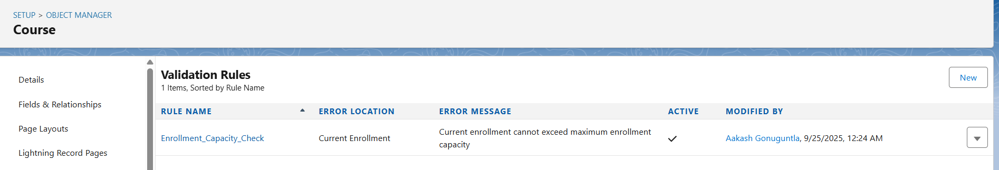 SETUP > OBJECT MANAGER
Course
Details
Fields & Relationships
Page Layouts
Lightning Record Pages
Validation Rules
1 Items, Sorted by Rule Name
New
RULE NAME ERROR LOCATION ERROR MESSAGE ACTIVE MODIFIED BY
Enrollment_Capacity_Check Current Enrollment Current enrollment cannot exceed maximum enrollment Aakash Gonuguntla, 9/25/2025, 12:24 AM
capacity